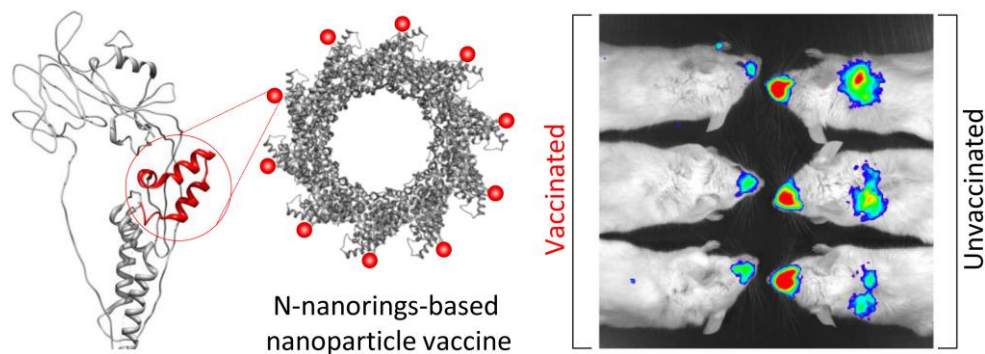 N-nanorings-based
nanoparticle vaccine
Vaccinated
Unvaccinated